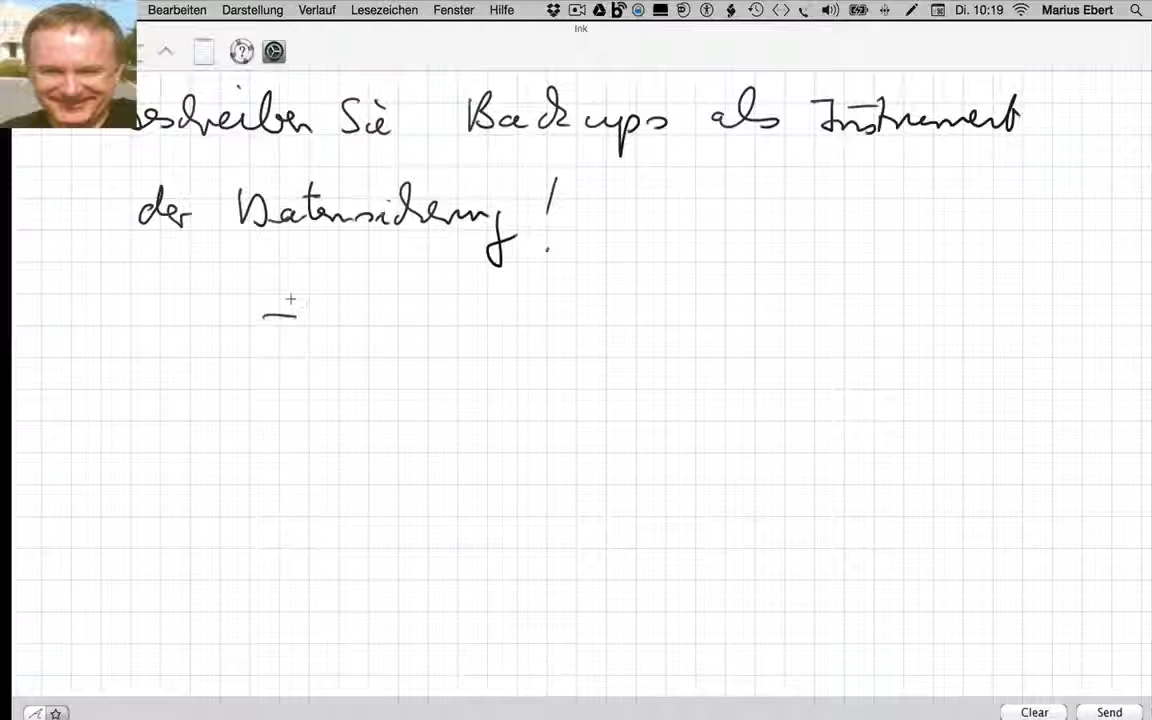 Bearbeiten Darstellung Verlauf Lesezeichen Fenster Hilfe Di. 10:19 Marius Ebert
Ink
eschreiben Sie Backups als Instrument
der Datensicherung!
Clear Send